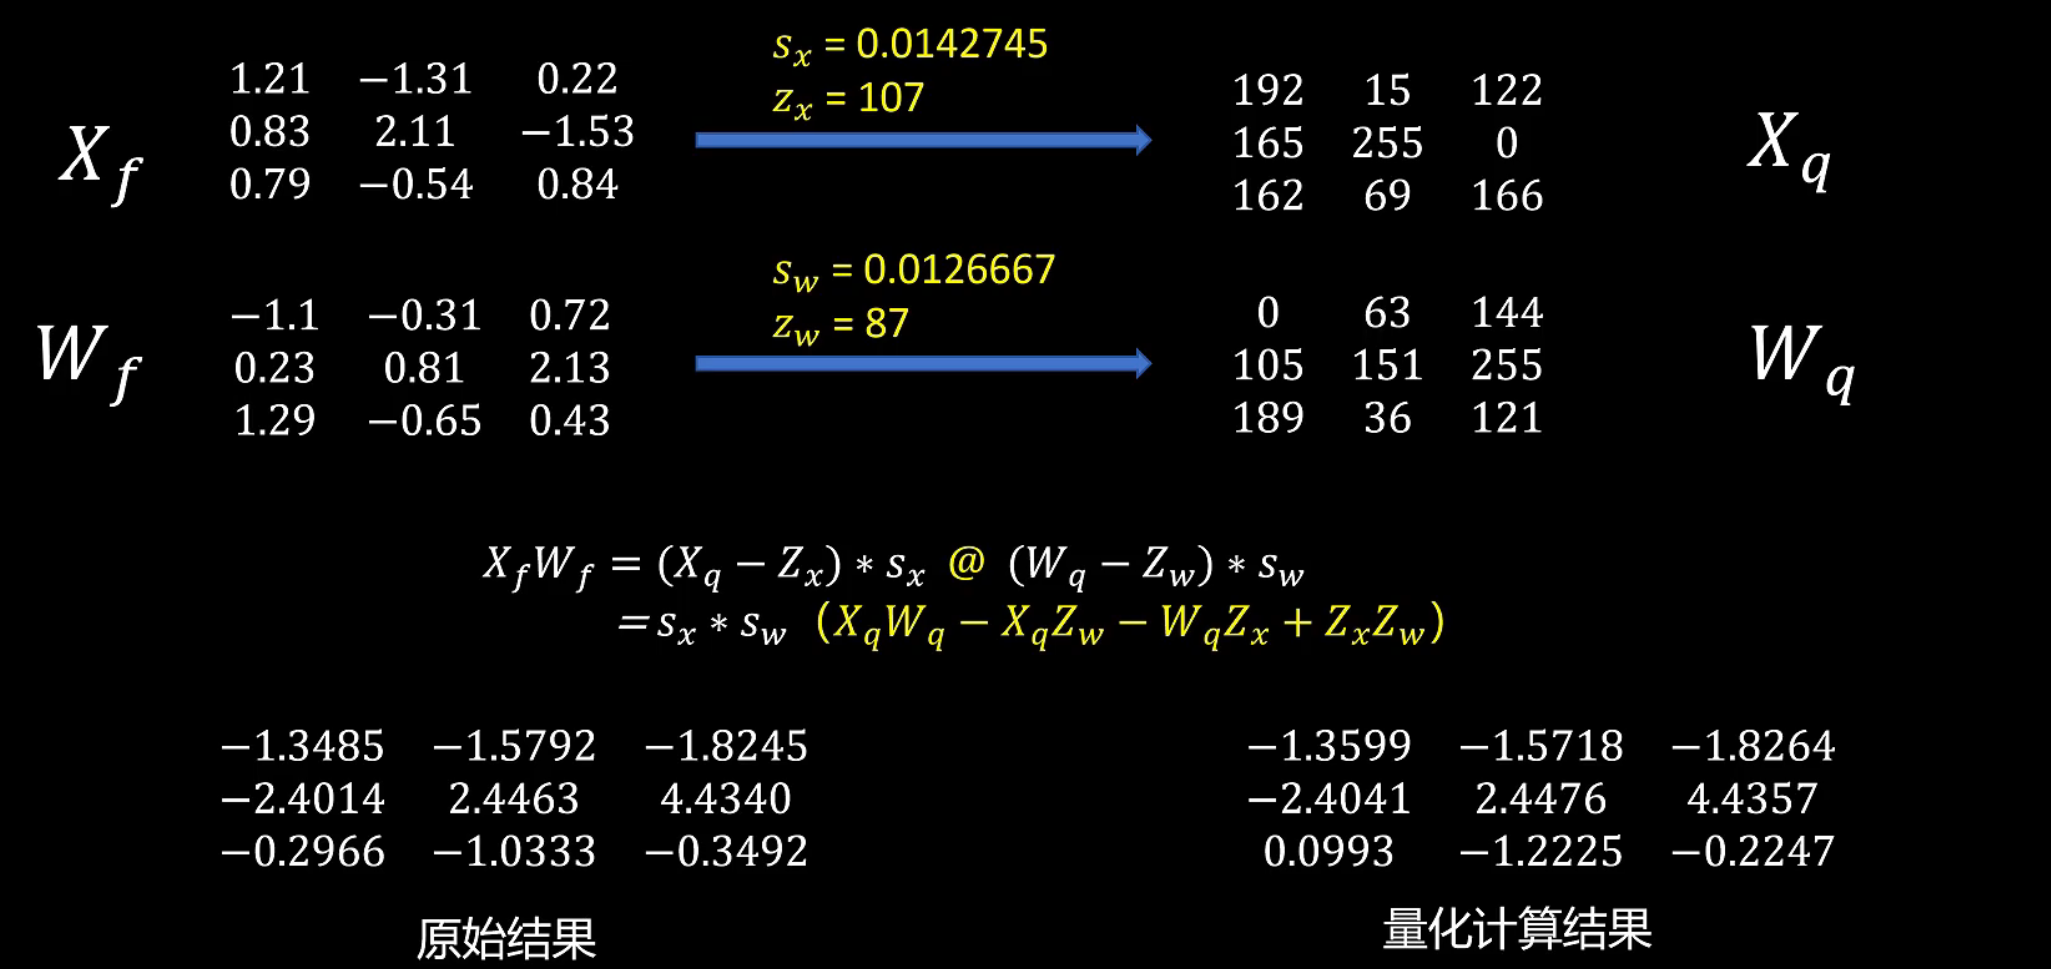 s_x = 0.0142745
z_x = 107
X_f
1.21 −1.31 0.22
0.83 2.11 −1.53
0.79 −0.54 0.84
192 15 122
165 255 0
162 69 166
X_q
s_w = 0.0126667
z_w = 87
W_f
−1.1 −0.31 0.72
0.23 0.81 2.13
1.29 −0.65 0.43
0 63 144
105 151 255
189 36 121
W_q
X_f W_f = (X_q − Z_x) ∗ s_x @ (W_q − Z_w) ∗ s_w
= s_x ∗ s_w (X_q W_q − X_q Z_w − W_q Z_x + Z_x Z_w)
−1.3485 −1.5792 −1.8245
−2.4014 2.4463 4.4340
−0.2966 −1.0333 −0.3492
原始结果
−1.3599 −1.5718 −1.8264
−2.4041 2.4476 4.4357
0.0993 −1.2225 −0.2247
量化计算结果